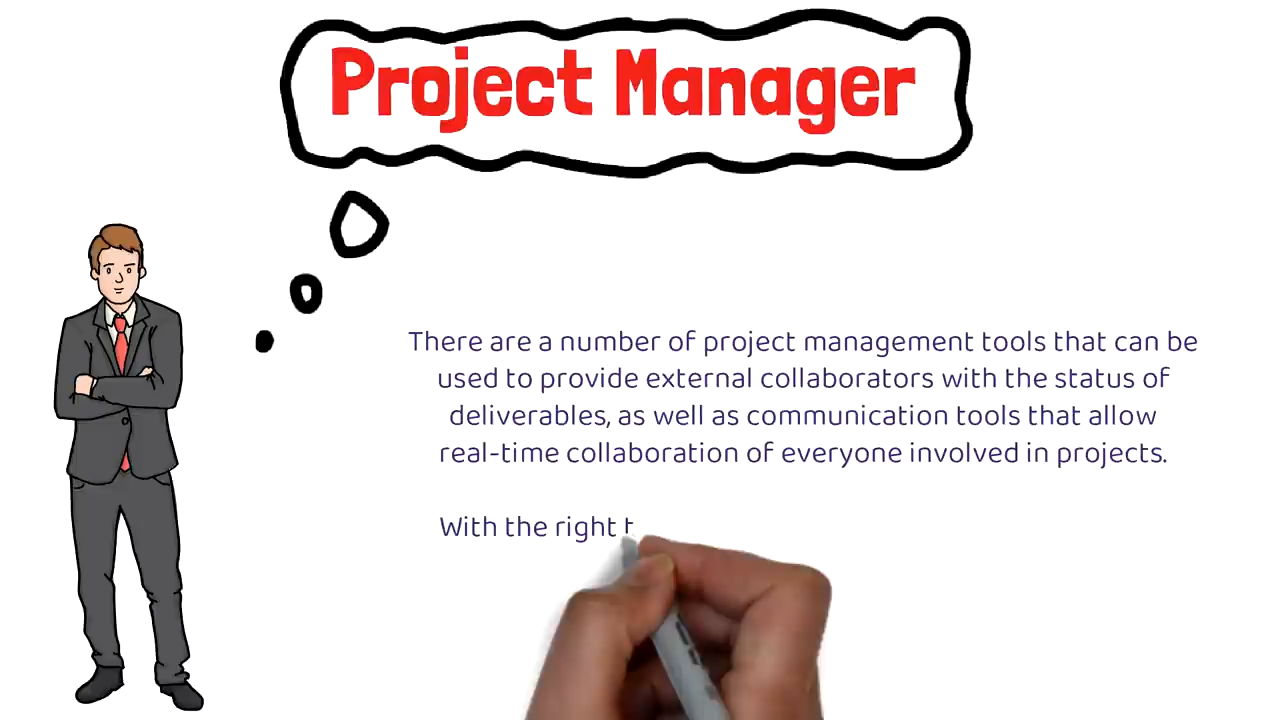 Project Manager
There are a number of project management tools that can be
used to provide external collaborators with the status of
deliverables, as well as communication tools that allow
real-time collaboration of everyone involved in projects.
With the right t